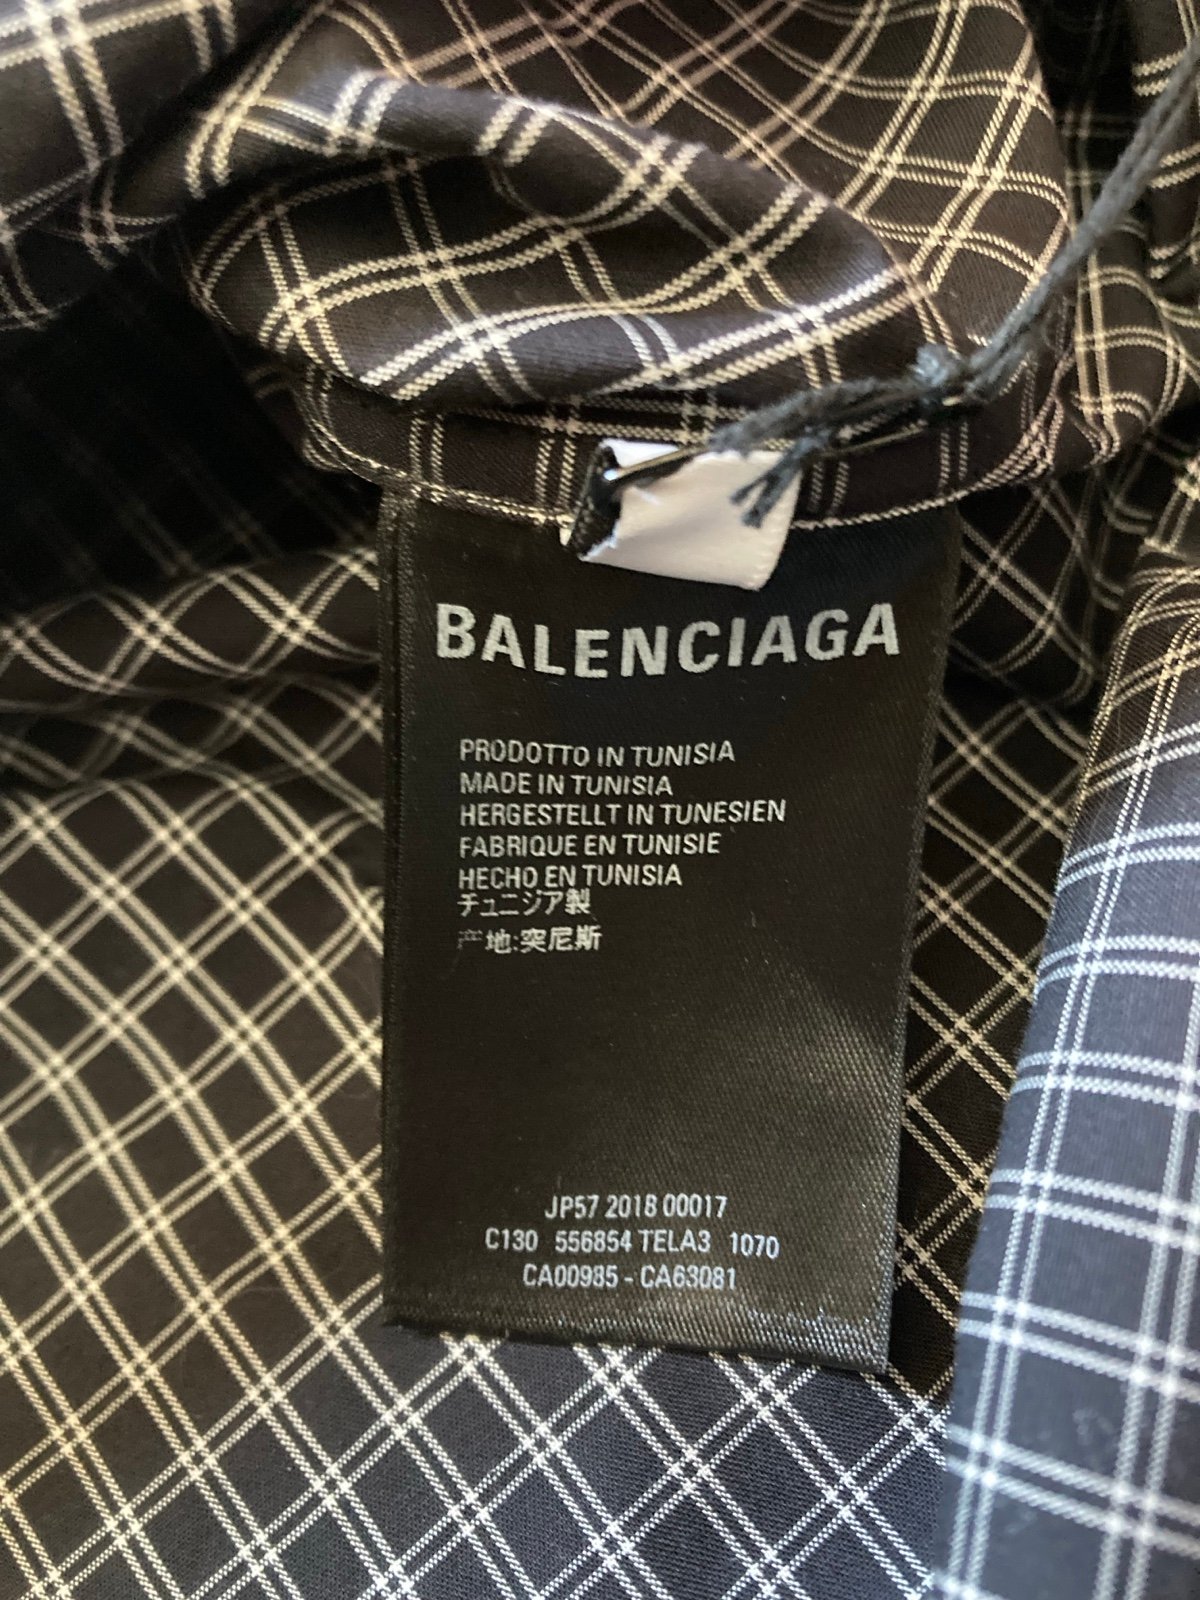 BALENCIAGA
PRODOTTO IN TUNISIA
MADE IN TUNISIA
HERGESTELLT IN TUNESIEN
FABRIQUE EN TUNISIE
HECHO EN TUNISIA
チュニジア製
产地:突尼斯
JP57 2018 00017
C130 556854 TELA3 1070
CA00985 - CA63081